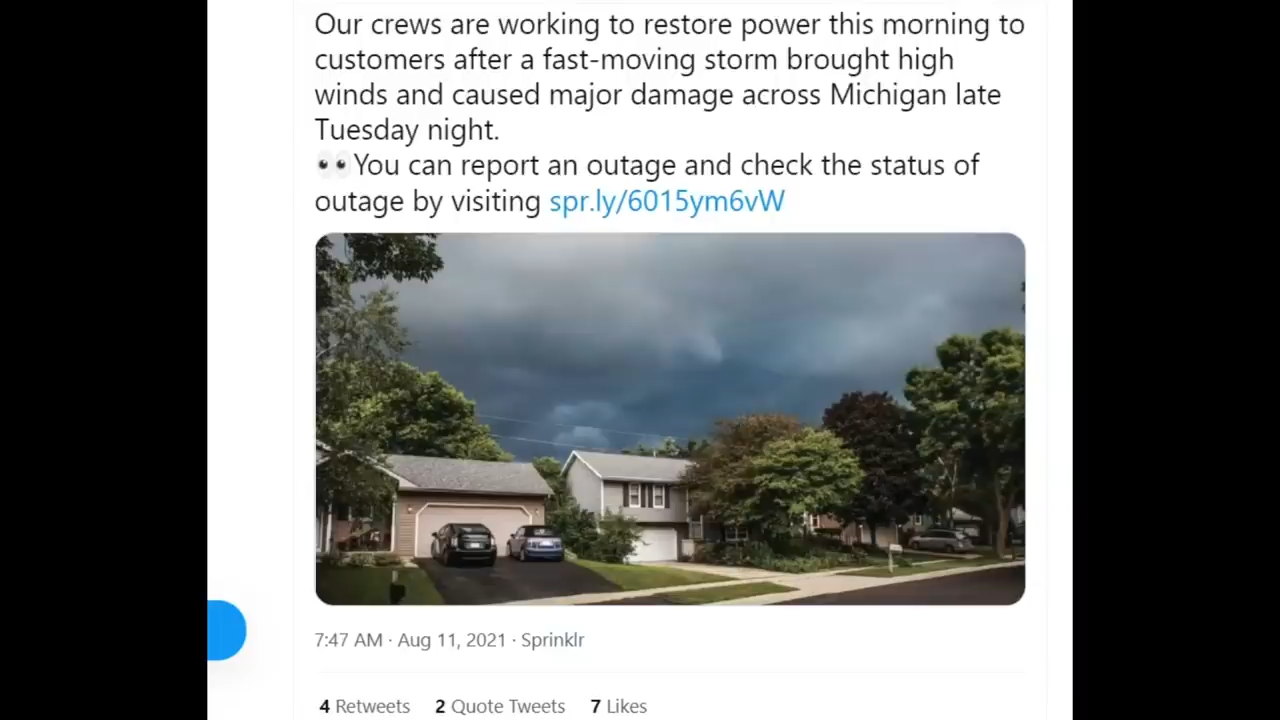 Our crews are working to restore power this morning to
customers after a fast-moving storm brought high
winds and caused major damage across Michigan late
Tuesday night.
👀You can report an outage and check the status of
outage by visiting spr.ly/6015ym6vW
7:47 AM · Aug 11, 2021 · Sprinklr
4 Retweets 2 Quote Tweets 7 Likes